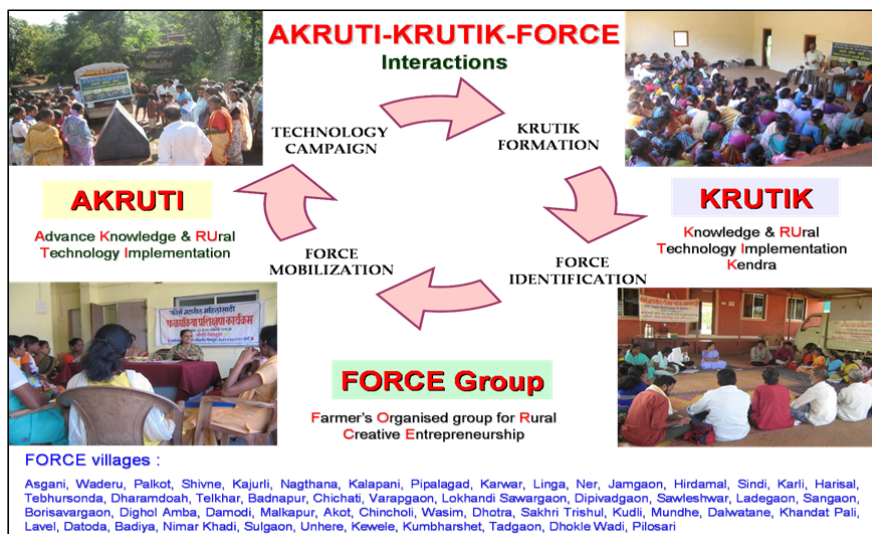 AKRUTI-KRUTIK-FORCE
Interactions
TECHNOLOGY
CAMPAIGN
KRUTIK
FORMATION
AKRUTI
Advance Knowledge & RUral
Technology Implementation
KRUTIK
Knowledge & RUral
Technology Implementation
Kendra
FORCE
MOBILIZATION
FORCE
IDENTIFICATION
प्रशिक्षण कार्यक्रम
FORCE Group
Farmer's Organised group for Rural
Creative Entrepreneurship
FORCE villages :
Asgani, Waderu, Palkot, Shivne, Kajurli, Nagthana, Kalapani, Pipalagad, Karwar, Linga, Ner, Jamgaon, Hirdamal, Sindi, Karli, Harisal,
Tebhursonda, Dharamdoah, Telkhar, Badnapur, Chichati, Varapgaon, Lokhandi Sawargaon, Dipivadgaon, Sawleshwar, Ladegaon, Sangaon,
Borisavargaon, Dighol Amba, Damodi, Malkapur, Akot, Chincholi, Wasim, Dhotra, Sakhri Trishul, Kudli, Mundhe, Dalwatane, Khandat Pali,
Lavel, Datoda, Badiya, Nimar Khadi, Sulgaon, Unhere, Kewele, Kumbharshet, Tadgaon, Dhokle Wadi, Pilosari